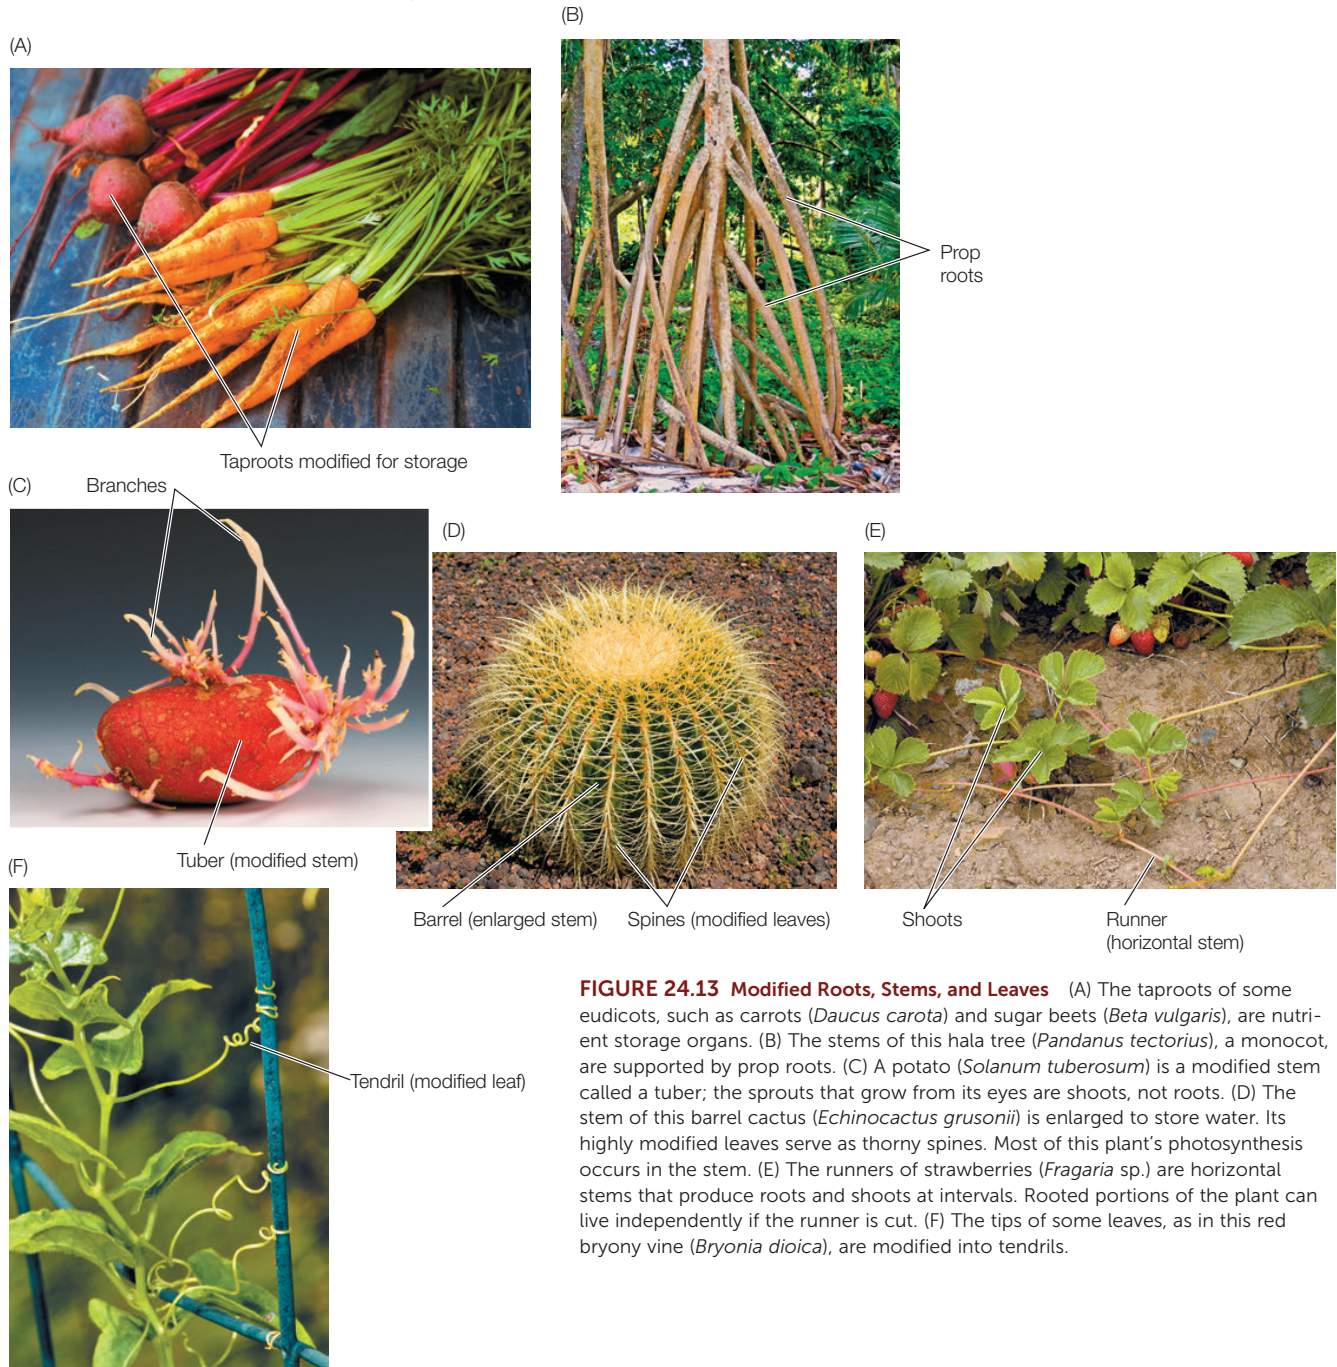 (A)
(B)
Prop
roots
Taproots modified for storage
(C)
Branches
(D)
(E)
Tuber (modified stem)
(F)
Barrel (enlarged stem)
Spines (modified leaves)
Shoots
Runner
(horizontal stem)
Tendril (modified leaf)
FIGURE 24.13 Modified Roots, Stems, and Leaves (A) The taproots of some
eudicots, such as carrots (Daucus carota) and sugar beets (Beta vulgaris), are nutri-
ent storage organs. (B) The stems of this hala tree (Pandanus tectorius), a monocot,
are supported by prop roots. (C) A potato (Solanum tuberosum) is a modified stem
called a tuber; the sprouts that grow from its eyes are shoots, not roots. (D) The
stem of this barrel cactus (Echinocactus grusonii) is enlarged to store water. Its
highly modified leaves serve as thorny spines. Most of this plant's photosynthesis
occurs in the stem. (E) The runners of strawberries (Fragaria sp.) are horizontal
stems that produce roots and shoots at intervals. Rooted portions of the plant can
live independently if the runner is cut. (F) The tips of some leaves, as in this red
bryony vine (Bryonia dioica), are modified into tendrils.